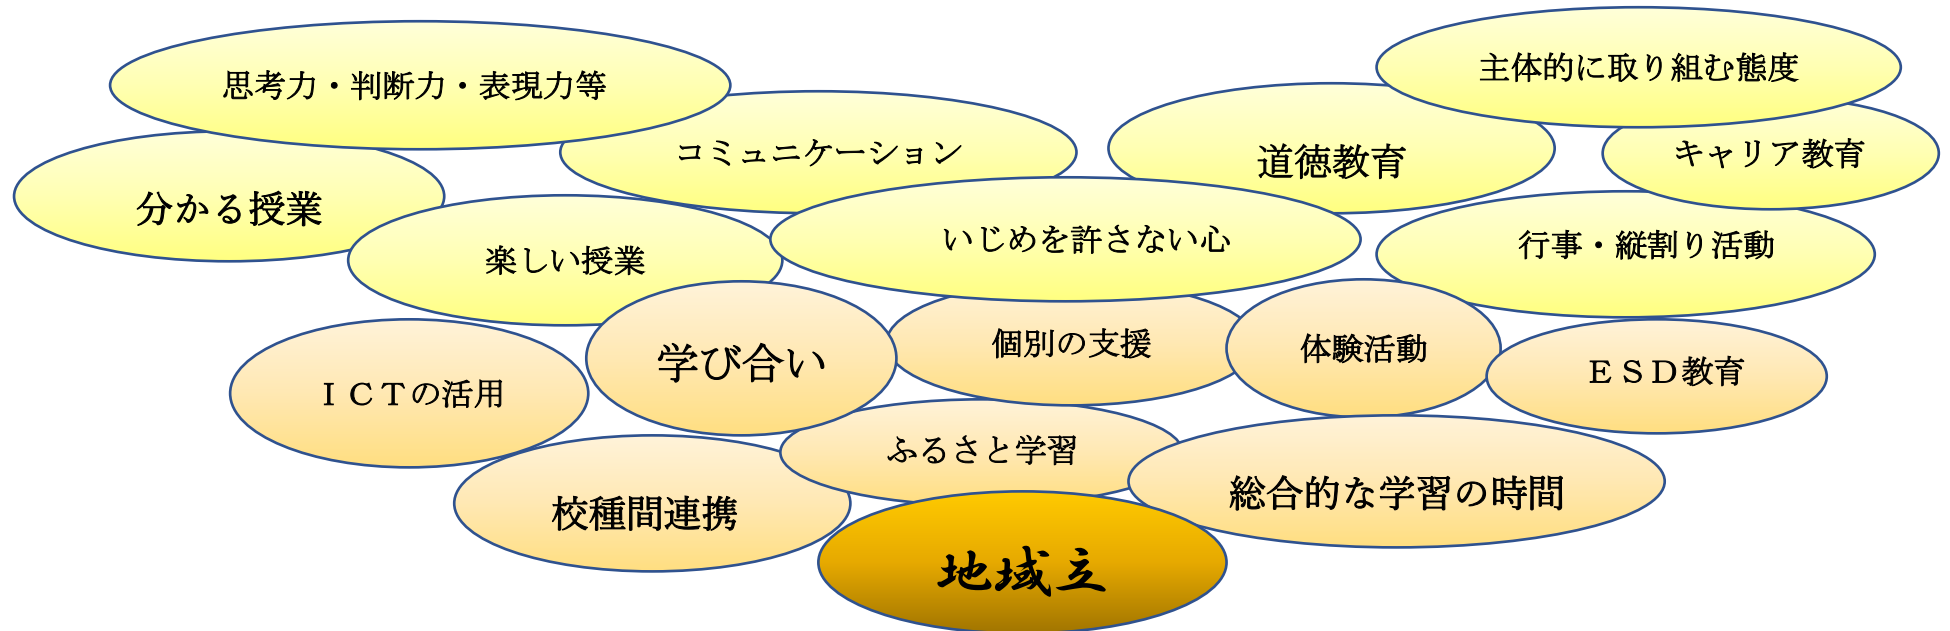 主体的に取り組む態度
思考力・判断力・表現力等
コミュニケーション
道徳教育
キャリア教育
分かる授業
楽しい授業
いじめを許さない心
行事・縦割り活動
学び合い
個別の支援
体験活動
ＥＳＤ教育
ＩＣＴの活用
ふるさと学習
校種間連携
総合的な学習の時間
地域立